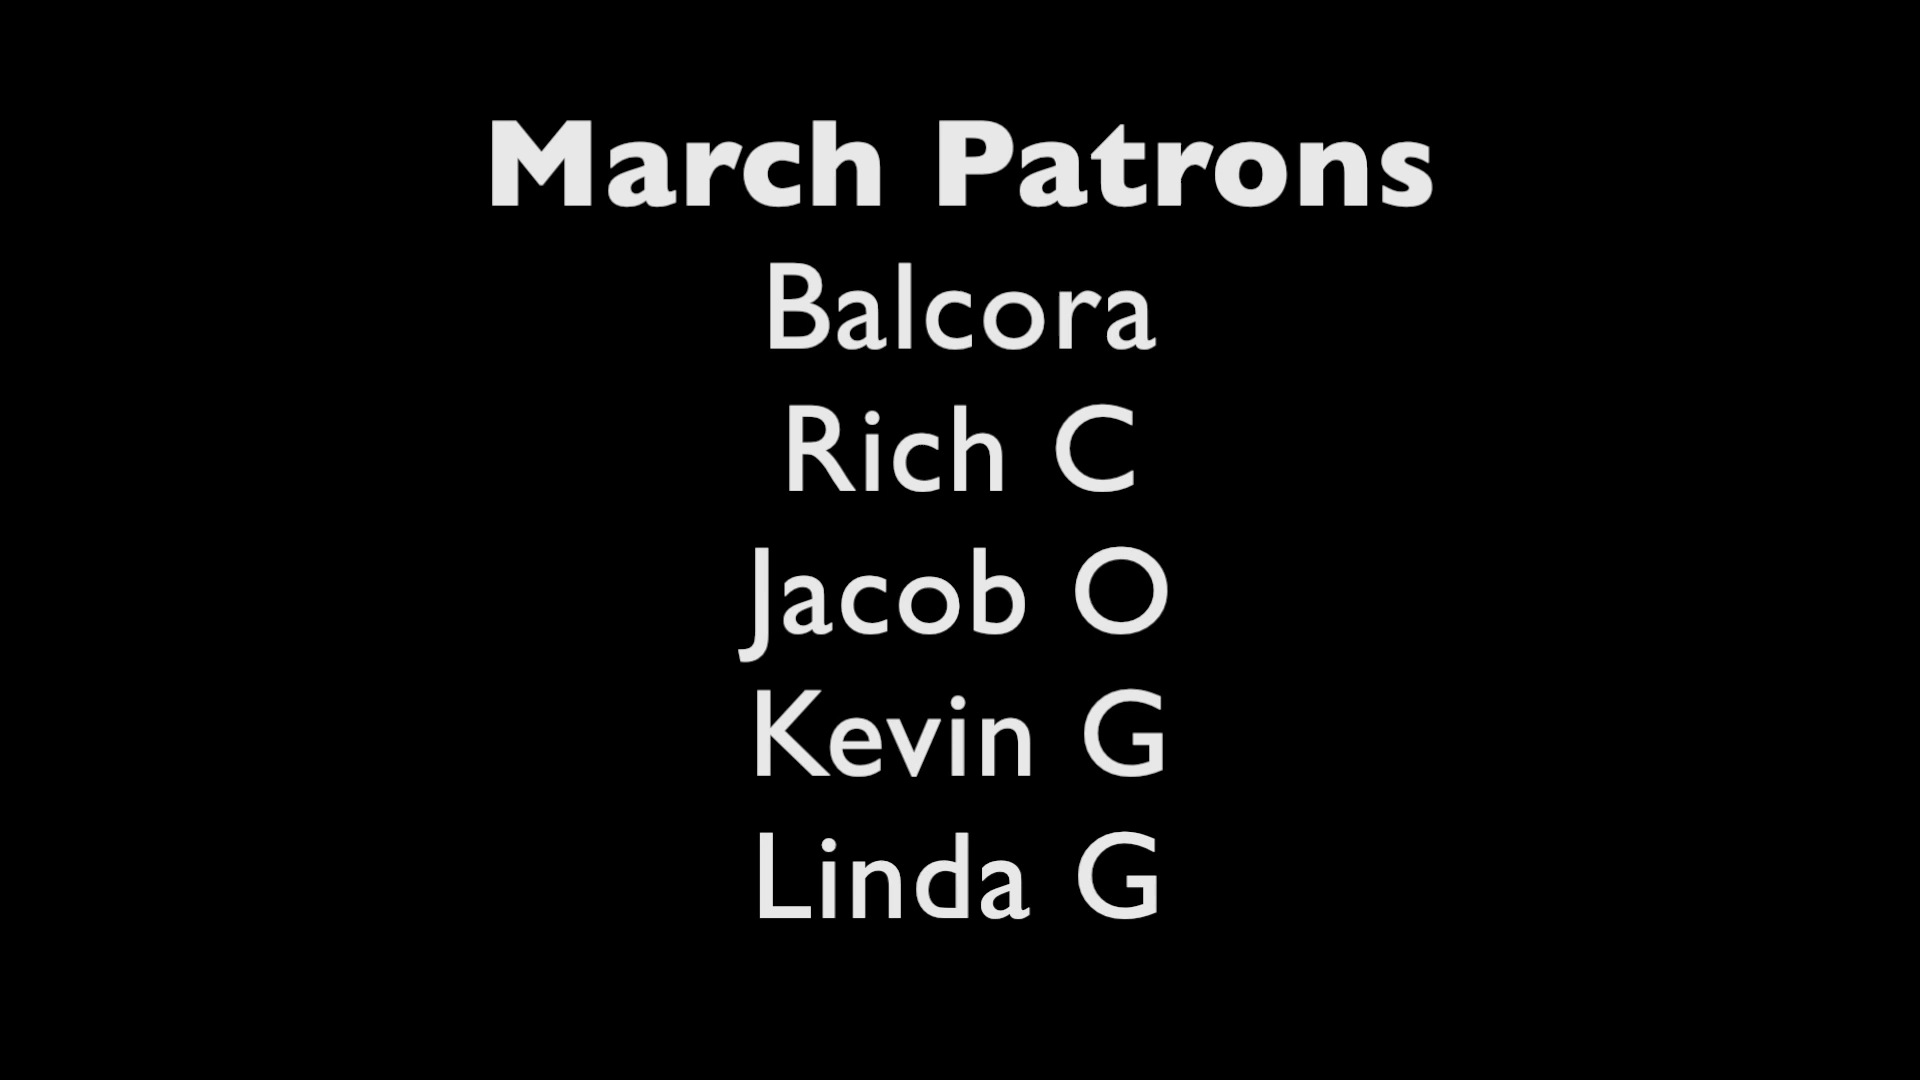 March Patrons
Balcora
Rich C
Jacob O
Kevin G
Linda G